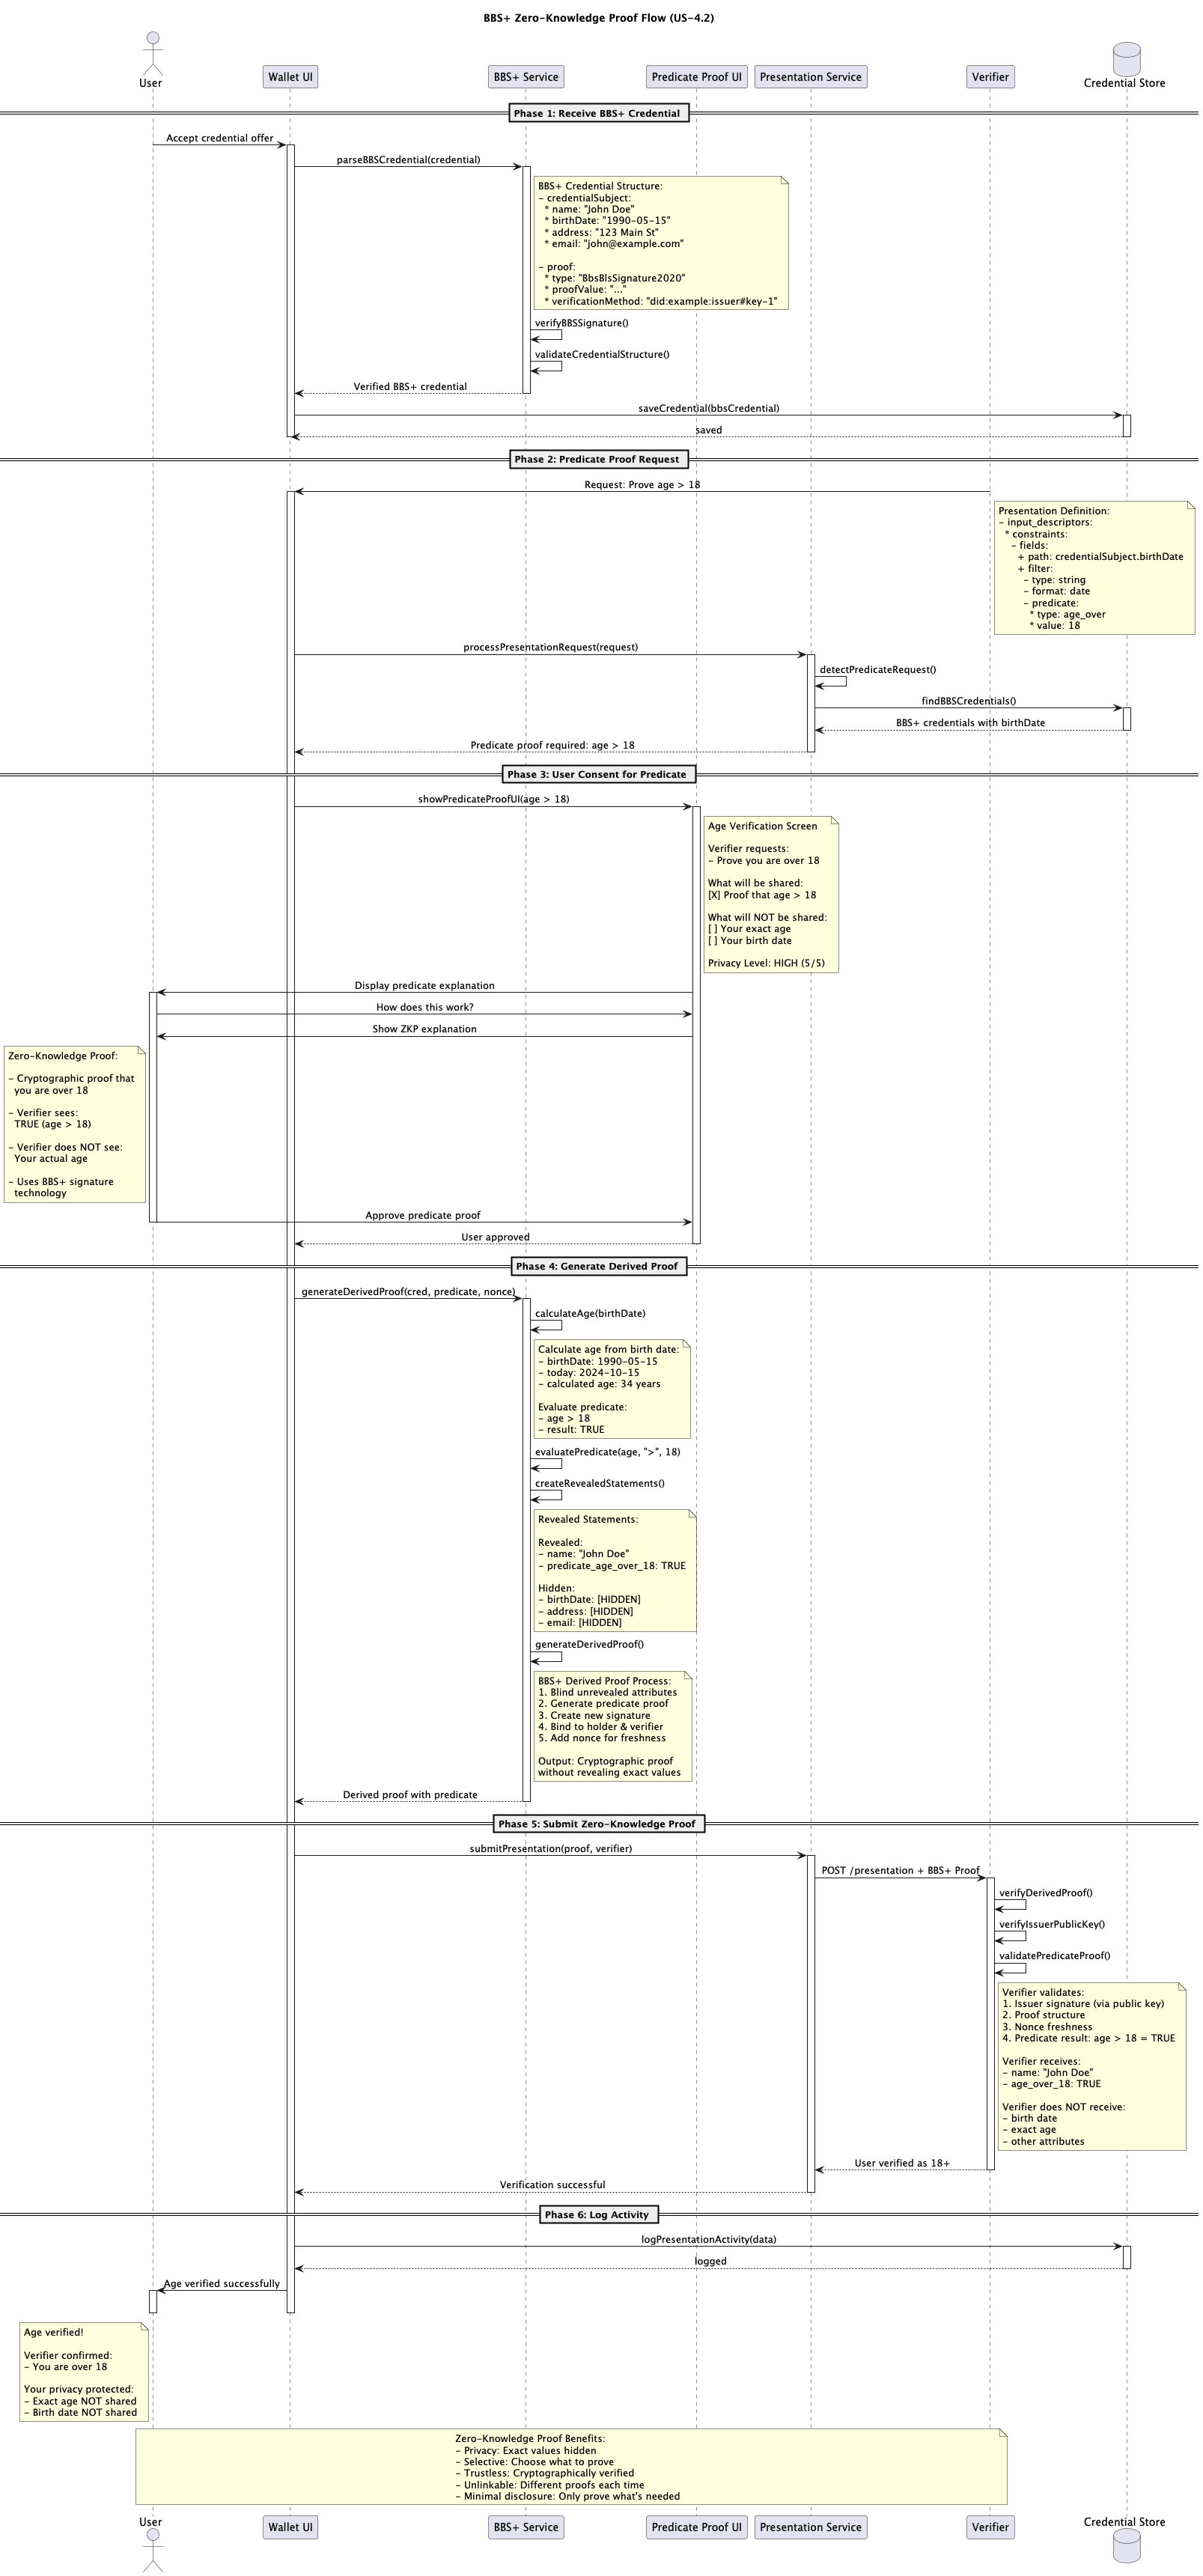 BBS+ Zero-Knowledge Proof Flow (US-4.2)
User
Wallet UI
BBS+ Service
Predicate Proof UI
Presentation Service
Verifier
Credential Store
Phase 1: Receive BBS+ Credential
Accept credential offer
parseBBSCredential(credential)
BBS+ Credential Structure:
- credentialSubject:
* name: "John Doe"
* birthDate: "1990-05-15"
* address: "123 Main St"
* email: "john@example.com"
- proof:
* type: "BbsBlsSignature2020"
* proofValue: "..."
* verificationMethod: "did:example:issuer#key-1"
verifyBBSSignature()
validateCredentialStructure()
Verified BBS+ credential
saveCredential(bbsCredential)
saved
Phase 2: Predicate Proof Request
Request: Prove age > 18
Presentation Definition:
- input_descriptors:
* constraints:
- fields:
+ path: credentialSubject.birthDate
+ filter:
- type: string
- format: date
- predicate:
* type: age_over
* value: 18
processPresentationRequest(request)
detectPredicateRequest()
findBBSCredentials()
BBS+ credentials with birthDate
Predicate proof required: age > 18
Phase 3: User Consent for Predicate
showPredicateProofUI(age > 18)
Age Verification Screen
Verifier requests:
- Prove you are over 18
What will be shared:
[X] Proof that age > 18
What will NOT be shared:
[ ] Your exact age
[ ] Your birth date
Privacy Level: HIGH (5/5)
Display predicate explanation
How does this work?
Show ZKP explanation
Zero-Knowledge Proof:
- Cryptographic proof that
you are over 18
- Verifier sees:
TRUE (age > 18)
- Verifier does NOT see:
Your actual age
- Uses BBS+ signature
technology
Approve predicate proof
User approved
Phase 4: Generate Derived Proof
generateDerivedProof(cred, predicate, nonce)
calculateAge(birthDate)
Calculate age from birth date:
- birthDate: 1990-05-15
- today: 2024-10-15
- calculated age: 34 years
Evaluate predicate:
- age > 18
- result: TRUE
evaluatePredicate(age, ">", 18)
createRevealedStatements()
Revealed Statements:
Revealed:
- name: "John Doe"
- predicate_age_over_18: TRUE
Hidden:
- birthDate: [HIDDEN]
- address: [HIDDEN]
- email: [HIDDEN]
generateDerivedProof()
BBS+ Derived Proof Process:
1. Blind unrevealed attributes
2. Generate predicate proof
3. Create new signature
4. Bind to holder & verifier
5. Add nonce for freshness
Output: Cryptographic proof
without revealing exact values
Derived proof with predicate
Phase 5: Submit Zero-Knowledge Proof
submitPresentation(proof, verifier)
POST /presentation + BBS+ Proof
verifyDerivedProof()
verifyIssuerPublicKey()
validatePredicateProof()
Verifier validates:
1. Issuer signature (via public key)
2. Proof structure
3. Nonce freshness
4. Predicate result: age > 18 = TRUE
Verifier receives:
- name: "John Doe"
- age_over_18: TRUE
Verifier does NOT receive:
- birth date
- exact age
- other attributes
User verified as 18+
Verification successful
Phase 6: Log Activity
logPresentationActivity(data)
logged
Age verified successfully
Age verified!
Verifier confirmed:
- You are over 18
Your privacy protected:
- Exact age NOT shared
- Birth date NOT shared
Zero-Knowledge Proof Benefits:
- Privacy: Exact values hidden
- Selective: Choose what to prove
- Trustless: Cryptographically verified
- Unlinkable: Different proofs each time
- Minimal disclosure: Only prove what's needed
User
Wallet UI
BBS+ Service
Predicate Proof UI
Presentation Service
Verifier
Credential Store